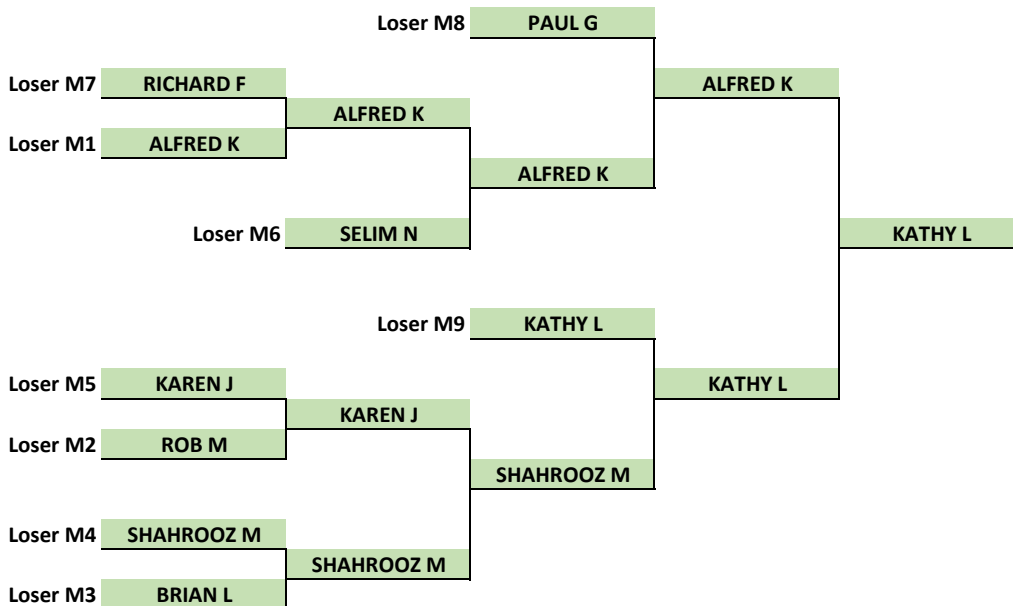 Loser M8 PAUL G
Loser M7 RICHARD F ALFRED K
ALFRED K
Loser M1 ALFRED K
ALFRED K
Loser M6 SELIM N KATHY L
Loser M9 KATHY L
Loser M5 KAREN J KATHY L
KAREN J
Loser M2 ROB M
SHAHROOZ M
Loser M4 SHAHROOZ M
SHAHROOZ M
Loser M3 BRIAN L